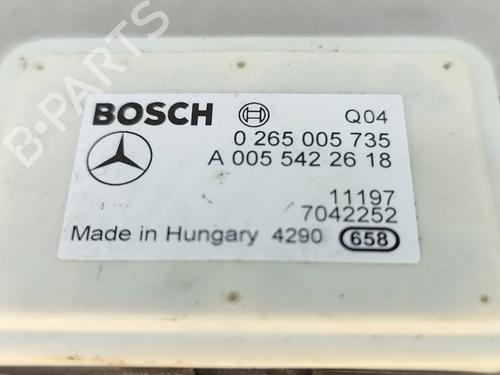 B-PARTS
BOSCH Q04
0 265 005 735
A 005 542 26 18
11197
7042252
Made in Hungary 4290 658